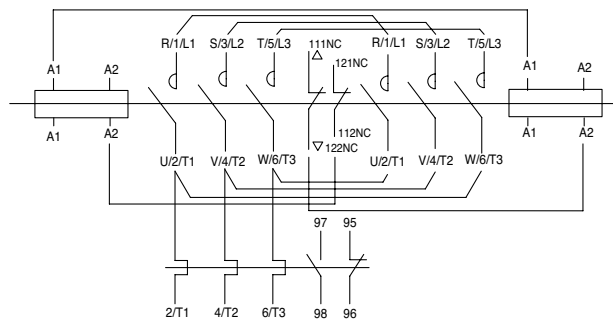 R/1/L1 S/3/L2 T/5/L3 111NC R/1/L1 S/3/L2 T/5/L3
A1 A2 121NC A1 A2
A1 A2 112NC A1 A2
122NC
U/2/T1 V/4/T2 W/6/T3 U/2/T1 V/4/T2 W/6/T3
97 95
2/T1 4/T2 6/T3 98 96